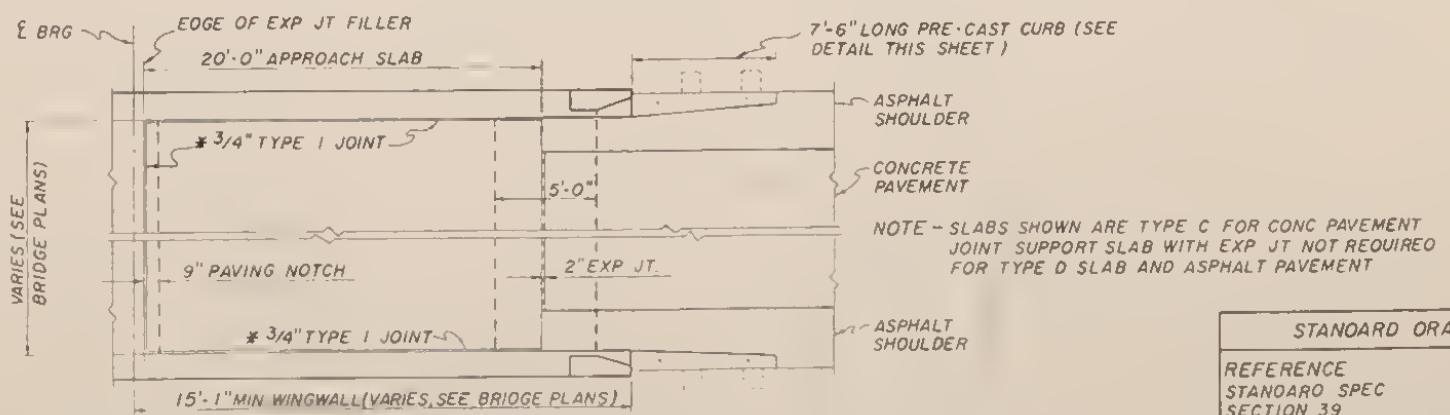 ℄ BRG
EDGE OF EXP JT FILLER
20'-0" APPROACH SLAB
7'-6" LONG PRE-CAST CURB (SEE
DETAIL THIS SHEET)
ASPHALT
SHOULDER
* 3/4" TYPE 1 JOINT
CONCRETE
PAVEMENT
5'-0"
VARIES (SEE
BRIDGE PLANS)
NOTE - SLABS SHOWN ARE TYPE C FOR CONC PAVEMENT
JOINT SUPPORT SLAB WITH EXP JT NOT REQUIRED
FOR TYPE D SLAB AND ASPHALT PAVEMENT
9" PAVING NOTCH
2" EXP JT.
* 3/4" TYPE 1 JOINT
ASPHALT
SHOULDER
15'-1" MIN WINGWALL (VARIES, SEE BRIDGE PLANS)
STANDARD DRA
REFERENCE
STANDARD SPEC
SECTION 39